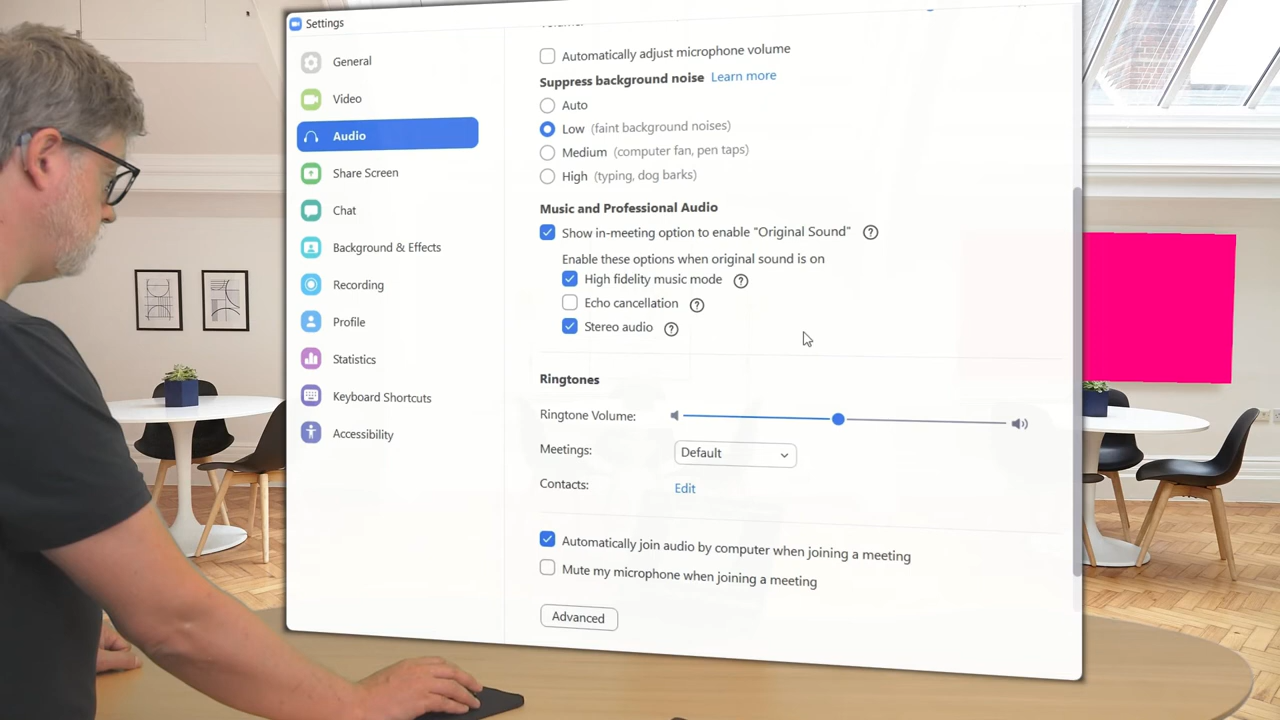 Settings
General
Video
Audio
Share Screen
Chat
Background & Effects
Recording
Profile
Statistics
Keyboard Shortcuts
Accessibility
Automatically adjust microphone volume
Suppress background noise Learn more
Auto
Low (faint background noises)
Medium (computer fan, pen taps)
High (typing, dog barks)
Music and Professional Audio
Show in-meeting option to enable "Original Sound" ?
Enable these options when original sound is on
High fidelity music mode ?
Echo cancellation ?
Stereo audio ?
Ringtones
Ringtone Volume:
Meetings: Default
Contacts: Edit
Automatically join audio by computer when joining a meeting
Mute my microphone when joining a meeting
Advanced